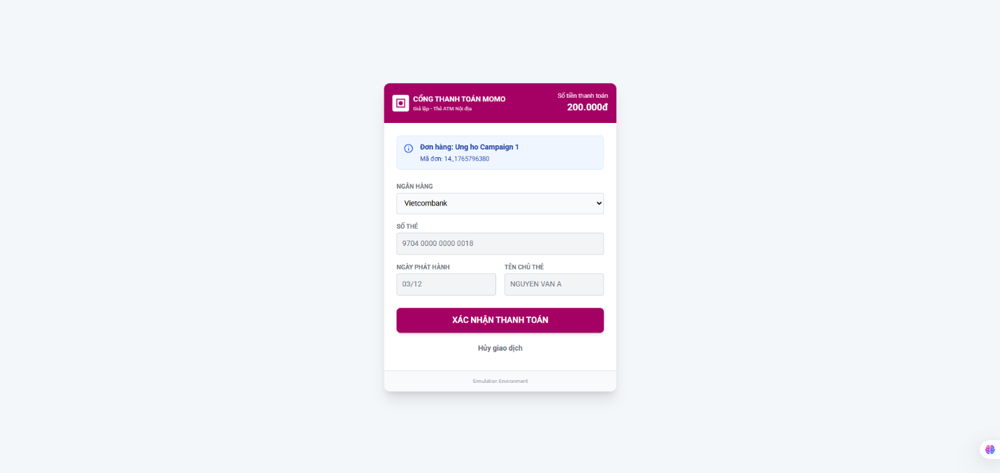 CỔNG THANH TOÁN MOMO
Giả lập - Thẻ ATM Nội địa
Số tiền thanh toán
200.000đ
Đơn hàng: Ung ho Campaign 1
Mã đơn: 14_1765796380
NGÂN HÀNG
Vietcombank
SỐ THẺ
9704 0000 0000 0018
NGÀY PHÁT HÀNH
TÊN CHỦ THẺ
03/12
NGUYEN VAN A
XÁC NHẬN THANH TOÁN
Hủy giao dịch
Simulation Environment